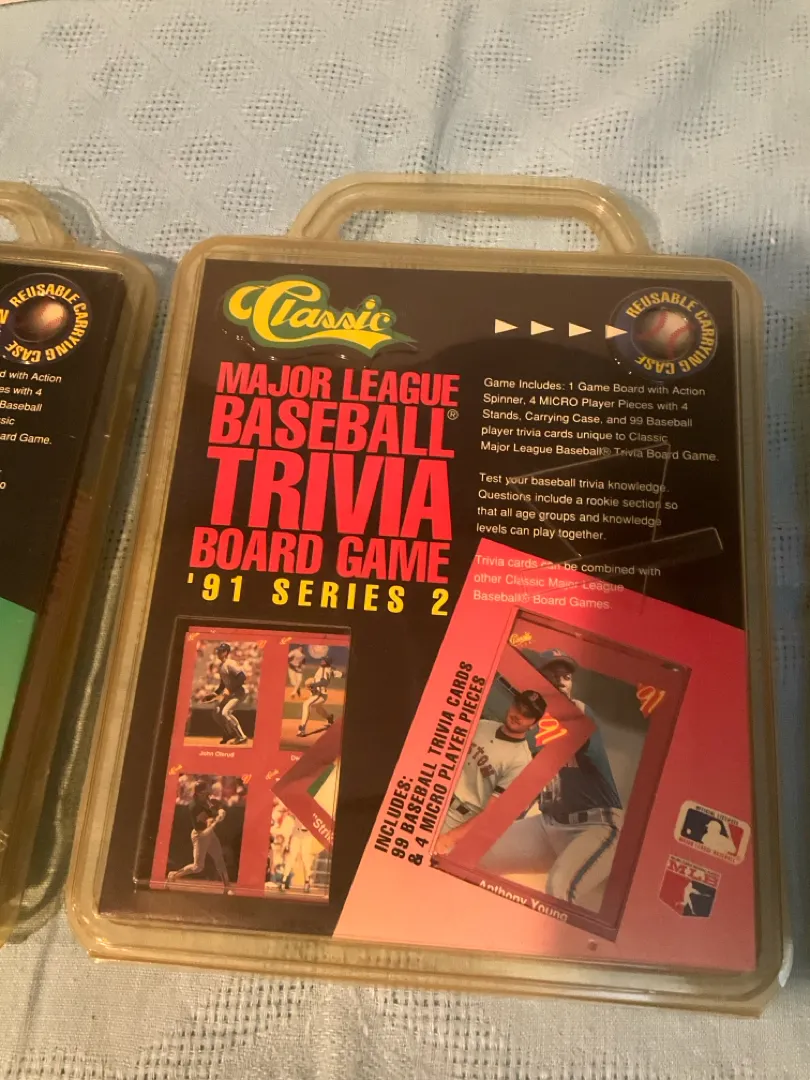 REUSABLE CARRYING CASE
d with Action
es with 4
Baseball
sic
ard Game.
Classic
MAJOR LEAGUE
BASEBALL®
TRIVIA
BOARD GAME
'91 SERIES 2
REUSABLE CARRYING CASE
Game Includes: 1 Game Board with Action
Spinner, 4 MICRO Player Pieces with 4
Stands, Carrying Case, and 99 Baseball
player trivia cards unique to Classic
Major League Baseball® Trivia Board Game.
Test your baseball trivia knowledge.
Questions include a rookie section so
that all age groups and knowledge
levels can play together.
Trivia cards can be combined with
other Classic Major League
Baseball® Board Games.
INCLUDES:
99 BASEBALL TRIVIA CARDS
& 4 MICRO PLAYER PIECES
John Olerud
"Strik
'91
'91
Anthony Young
MLB